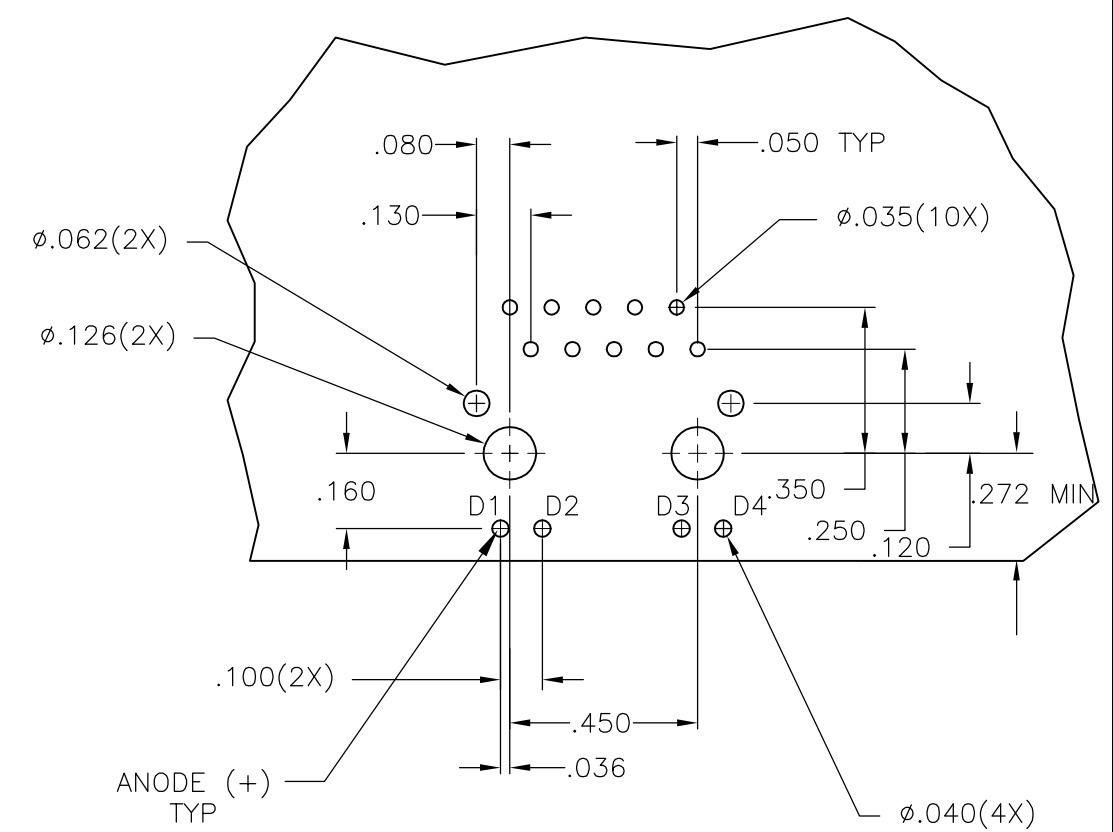 .080
.050 TYP
.130
ø.035(10X)
ø.062(2X)
ø.126(2X)
.160
.350
.272 MIN
D1
D2
D3
D4
.250
.120
.100(2X)
.450
.036
ANODE (+)
TYP
ø.040(4X)